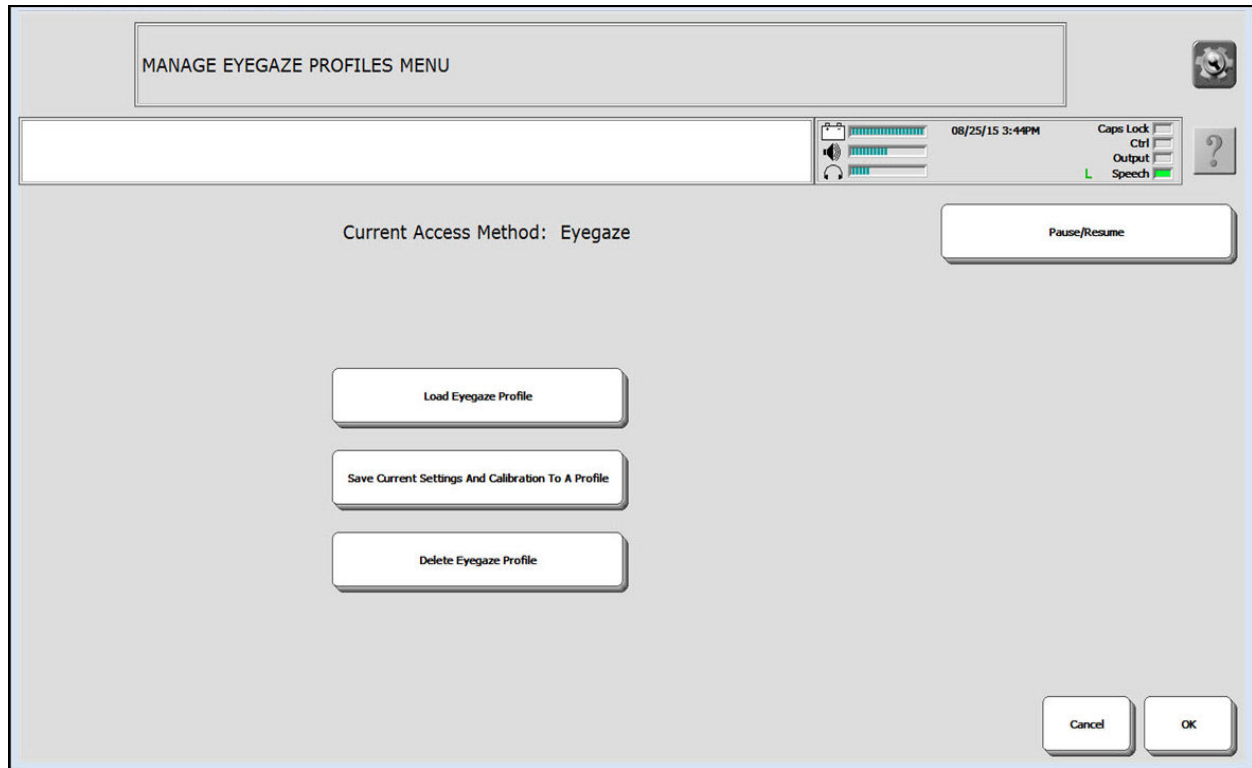 MANAGE EYEGAZE PROFILES MENU
08/25/15 3:44PM
Caps Lock
Ctrl
Output
L Speech
?
Current Access Method: Eyegaze
Pause/Resume
Load Eyegaze Profile
Save Current Settings And Calibration To A Profile
Delete Eyegaze Profile
Cancel
OK